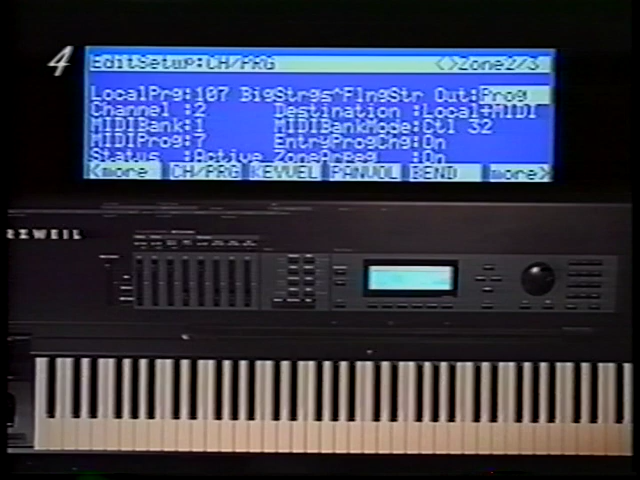 4
EditSetup:CH/PRG <>Zone2/3
LocalPrg:107 BigStrgs^FlngStr Out:Prog
Channel :2 Destination :Local+MIDI
MIDIBank:1 MIDIBankMode:Ctl 32
MIDIProg:7 EntryProgChg:On
Status :Active ZoneArpeg :On
<more CH/PRG KEYVEL PANVOL BEND more>
RZWEIL